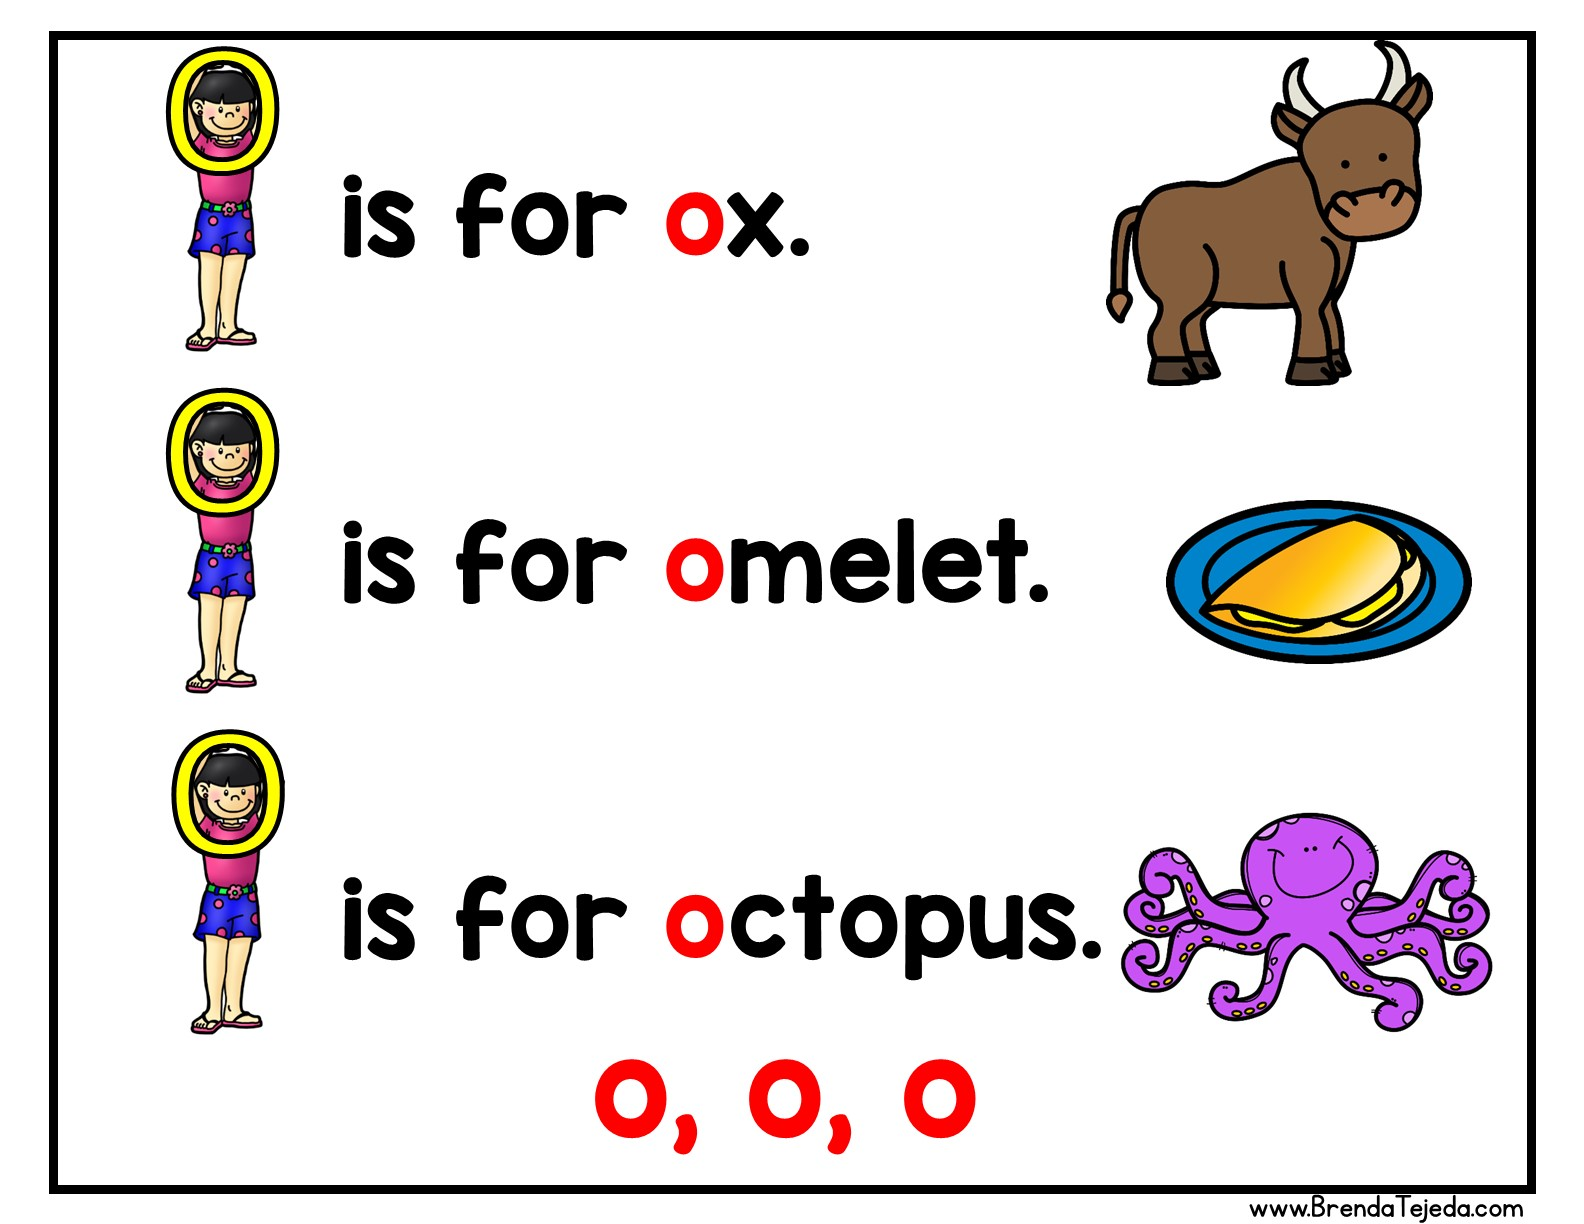 O is for ox.
O is for omelet.
O is for octopus.
o, o, o
www.BrendaTejeda.com